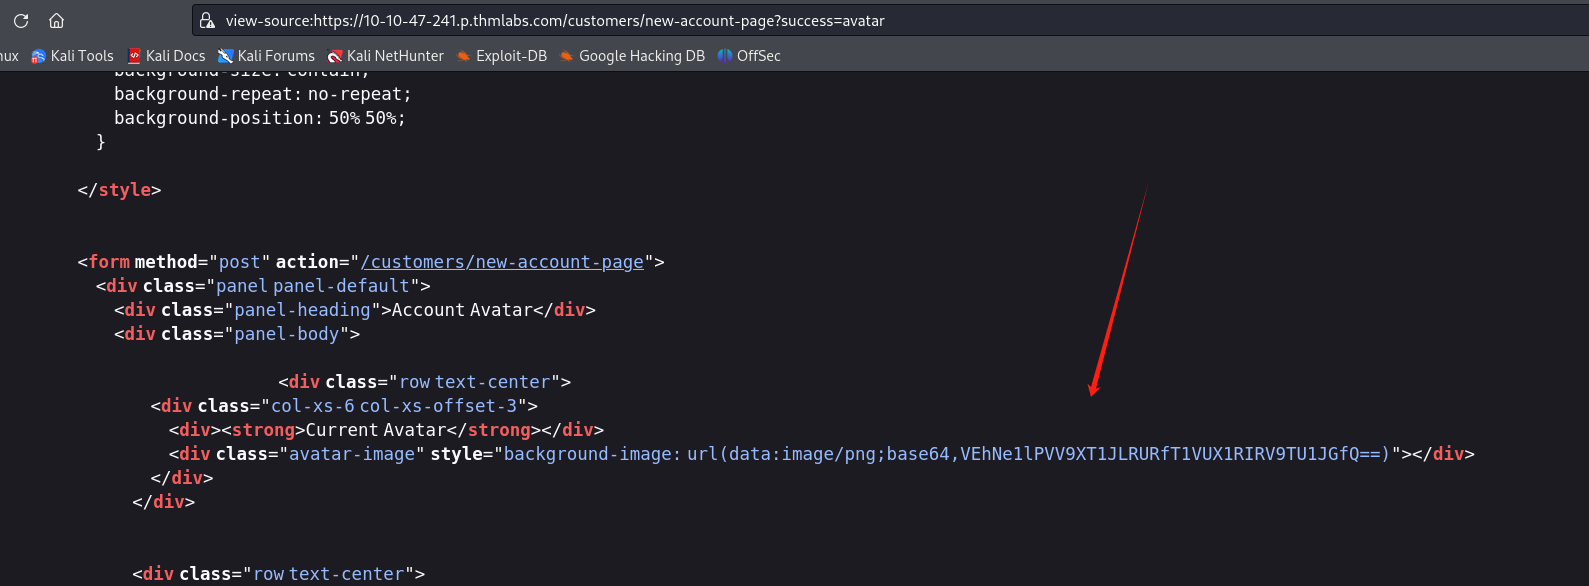 view-source:https://10-10-47-241.p.thmlabs.com/customers/new-account-page?success=avatar
nux Kali Tools Kali Docs Kali Forums Kali NetHunter Exploit-DB Google Hacking DB OffSec
background-size: contain;
background-repeat: no-repeat;
background-position: 50% 50%;
}
</style>
<form method="post" action="/customers/new-account-page">
<div class="panel panel-default">
<div class="panel-heading">Account Avatar</div>
<div class="panel-body">
<div class="row text-center">
<div class="col-xs-6 col-xs-offset-3">
<div><strong>Current Avatar</strong></div>
<div class="avatar-image" style="background-image: url(data:image/png;base64,VEhNe1lPVV9XT1JLRURfT1VUX1RIRV9TU1JGfQ==)"></div>
</div>
</div>
<div class="row text-center">